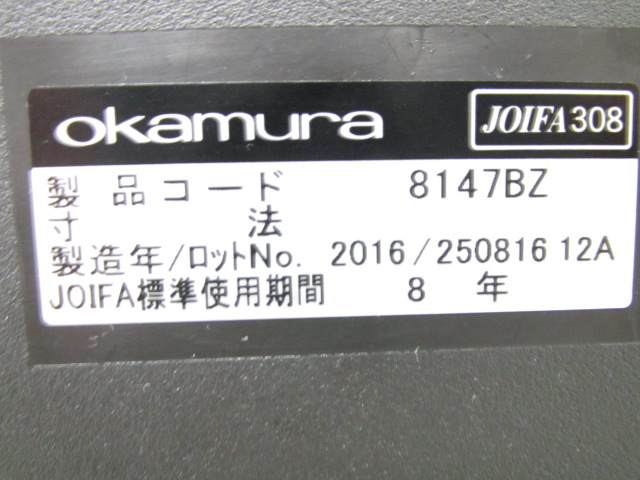 okamura JOIFA308
製品コード 8147BZ
寸法
製造年/ロットNo. 2016/250816 12A
JOIFA標準使用期間 8 年